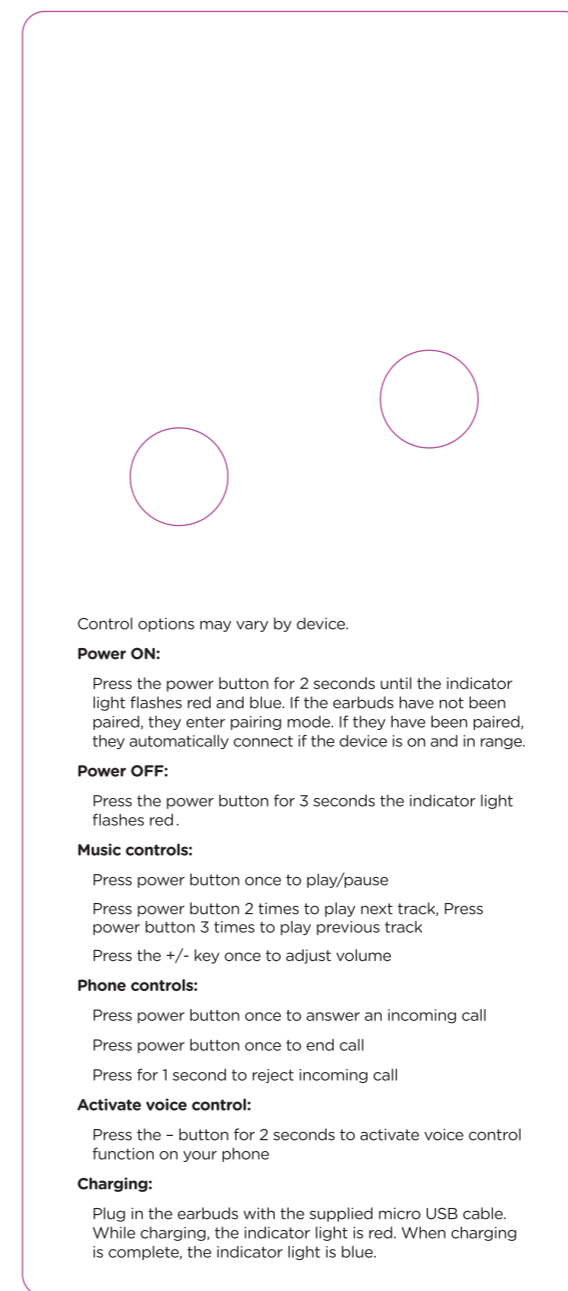 Control options may vary by device.
Power ON:
Press the power button for 2 seconds until the indicator
light flashes red and blue. If the earbuds have not been
paired, they enter pairing mode. If they have been paired,
they automatically connect if the device is on and in range.
Power OFF:
Press the power button for 3 seconds the indicator light
flashes red.
Music controls:
Press power button once to play/pause
Press power button 2 times to play next track, Press
power button 3 times to play previous track
Press the +/- key once to adjust volume
Phone controls:
Press power button once to answer an incoming call
Press power button once to end call
Press for 1 second to reject incoming call
Activate voice control:
Press the – button for 2 seconds to activate voice control
function on your phone
Charging:
Plug in the earbuds with the supplied micro USB cable.
While charging, the indicator light is red. When charging
is complete, the indicator light is blue.